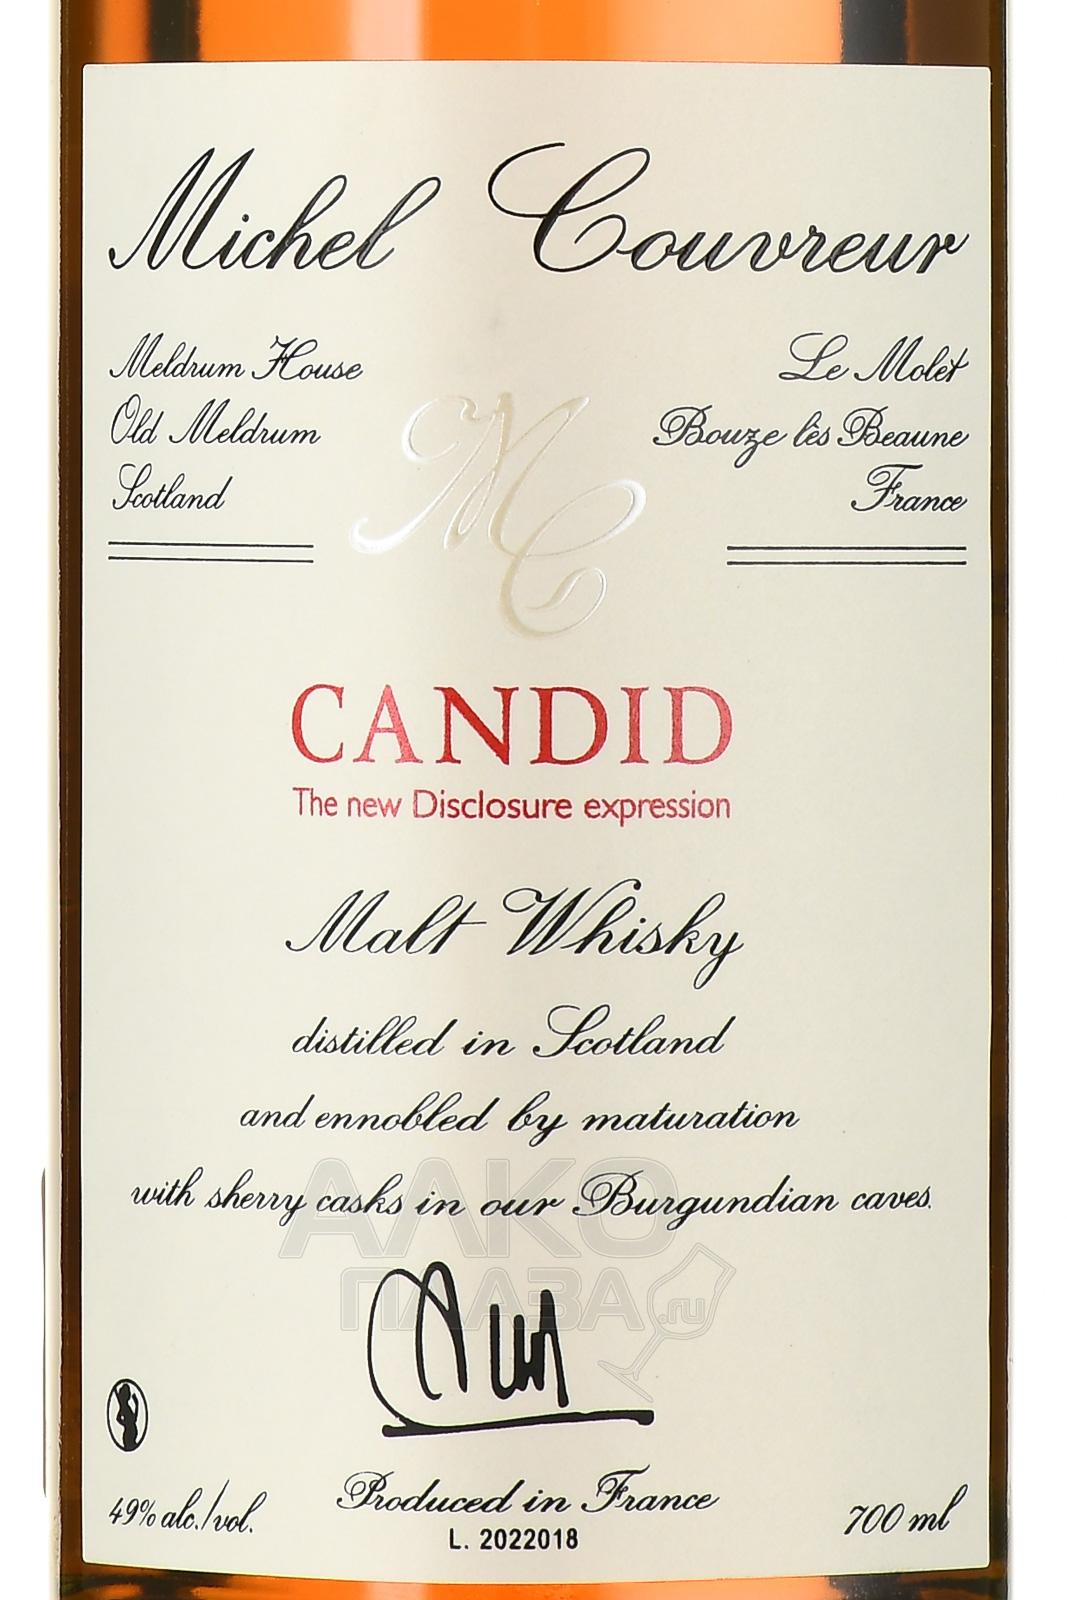 Michel Couvreur
Meldrum House
Old Meldrum
Scotland
Le Molet
Bouze lès Beaune
France
MC
CANDID
The new Disclosure expression
Malt Whisky
distilled in Scotland
and ennobled by maturation
with sherry casks in our Burgundian caves.
АЛКО
ПЛАЗА.ru
49% alc./vol.
Produced in France
L. 2022018
700 ml